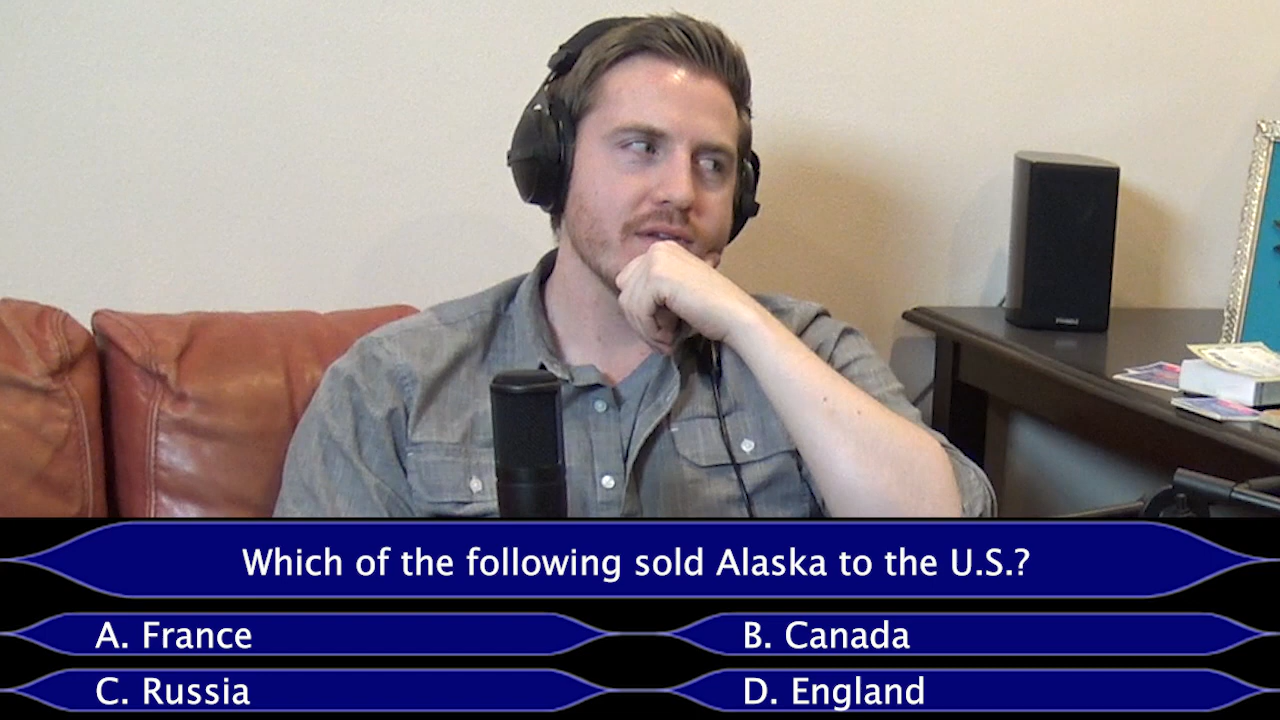 Which of the following sold Alaska to the U.S.?
A. France
B. Canada
C. Russia
D. England